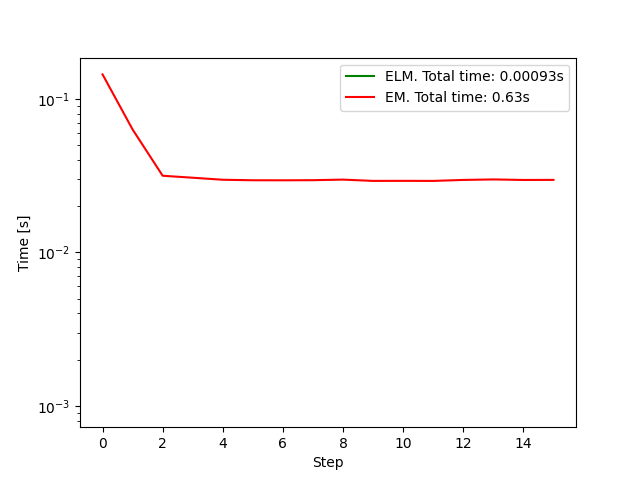 ELM. Total time: 0.00093s
EM. Total time: 0.63s
Time [s]
10⁻¹
10⁻²
10⁻³
0 2 4 6 8 10 12 14
Step